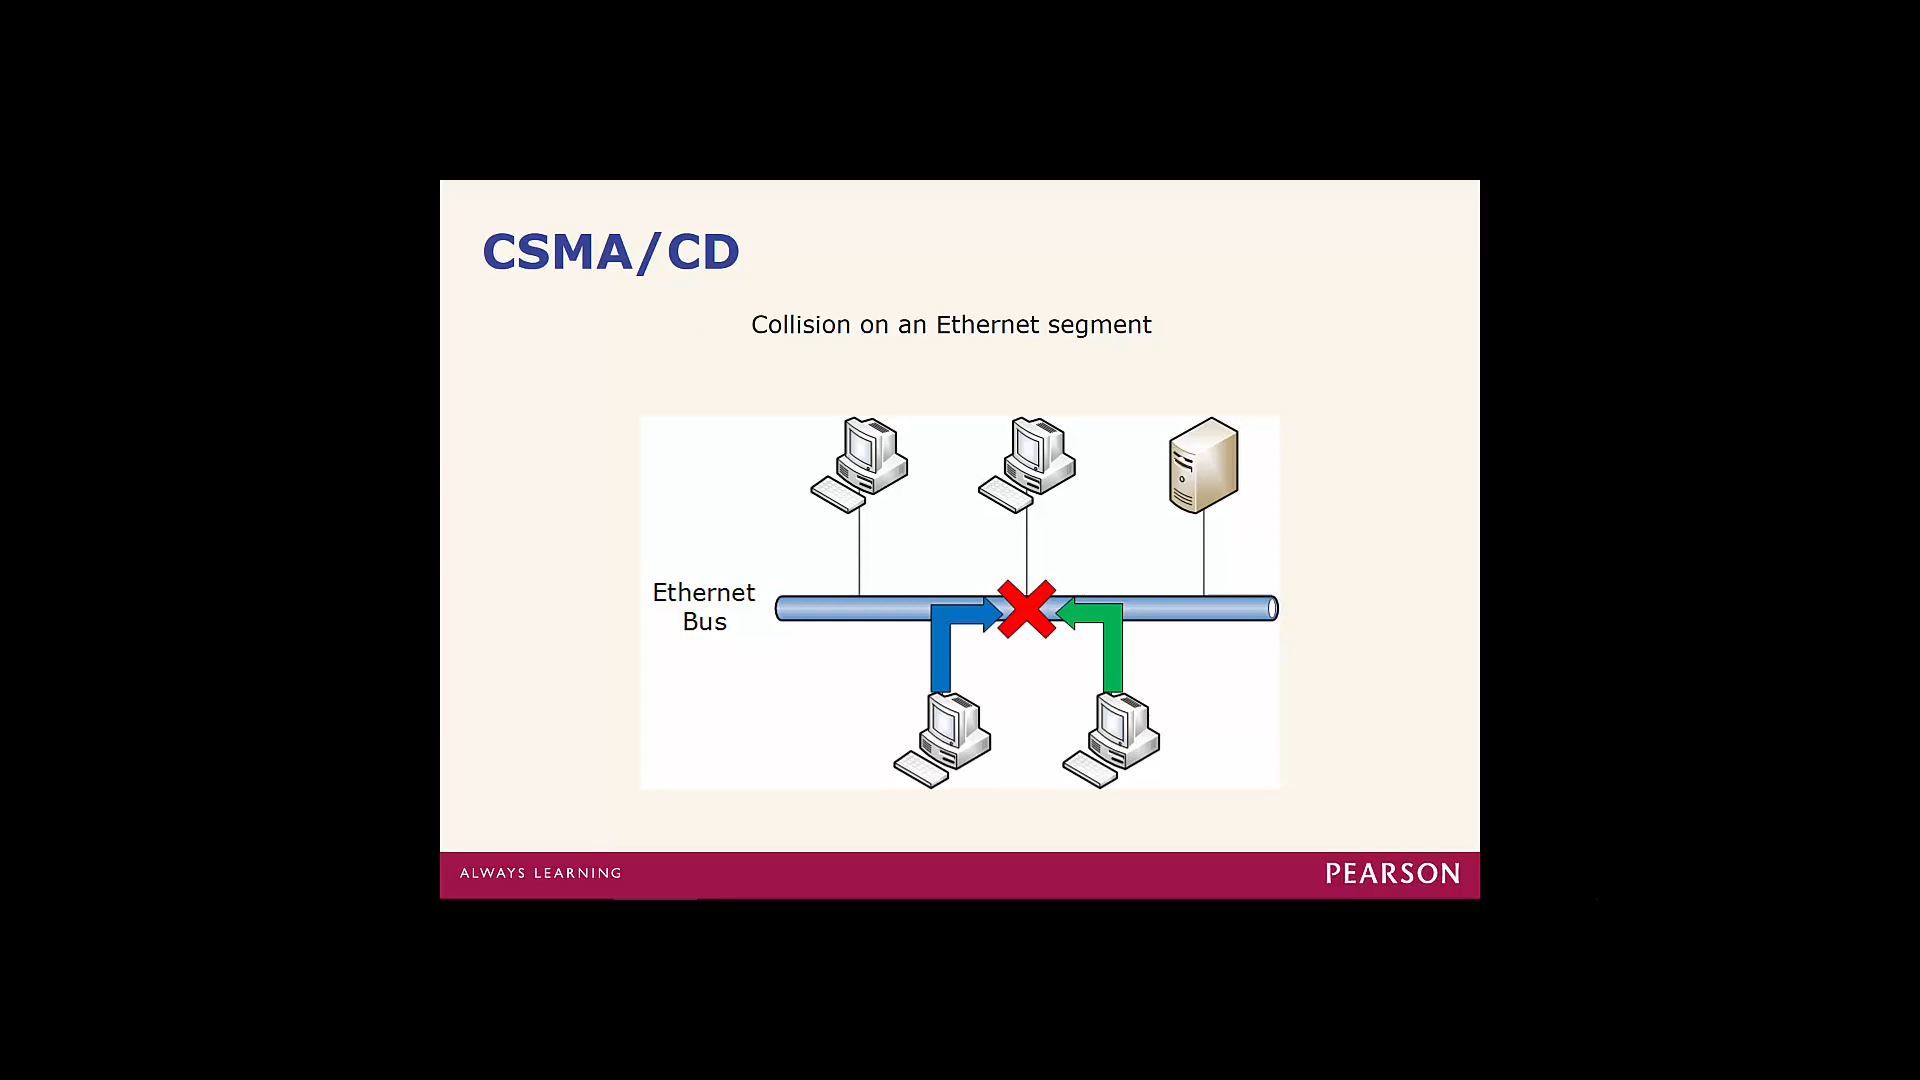 CSMA/CD
Collision on an Ethernet segment
Ethernet
Bus
ALWAYS LEARNING
PEARSON